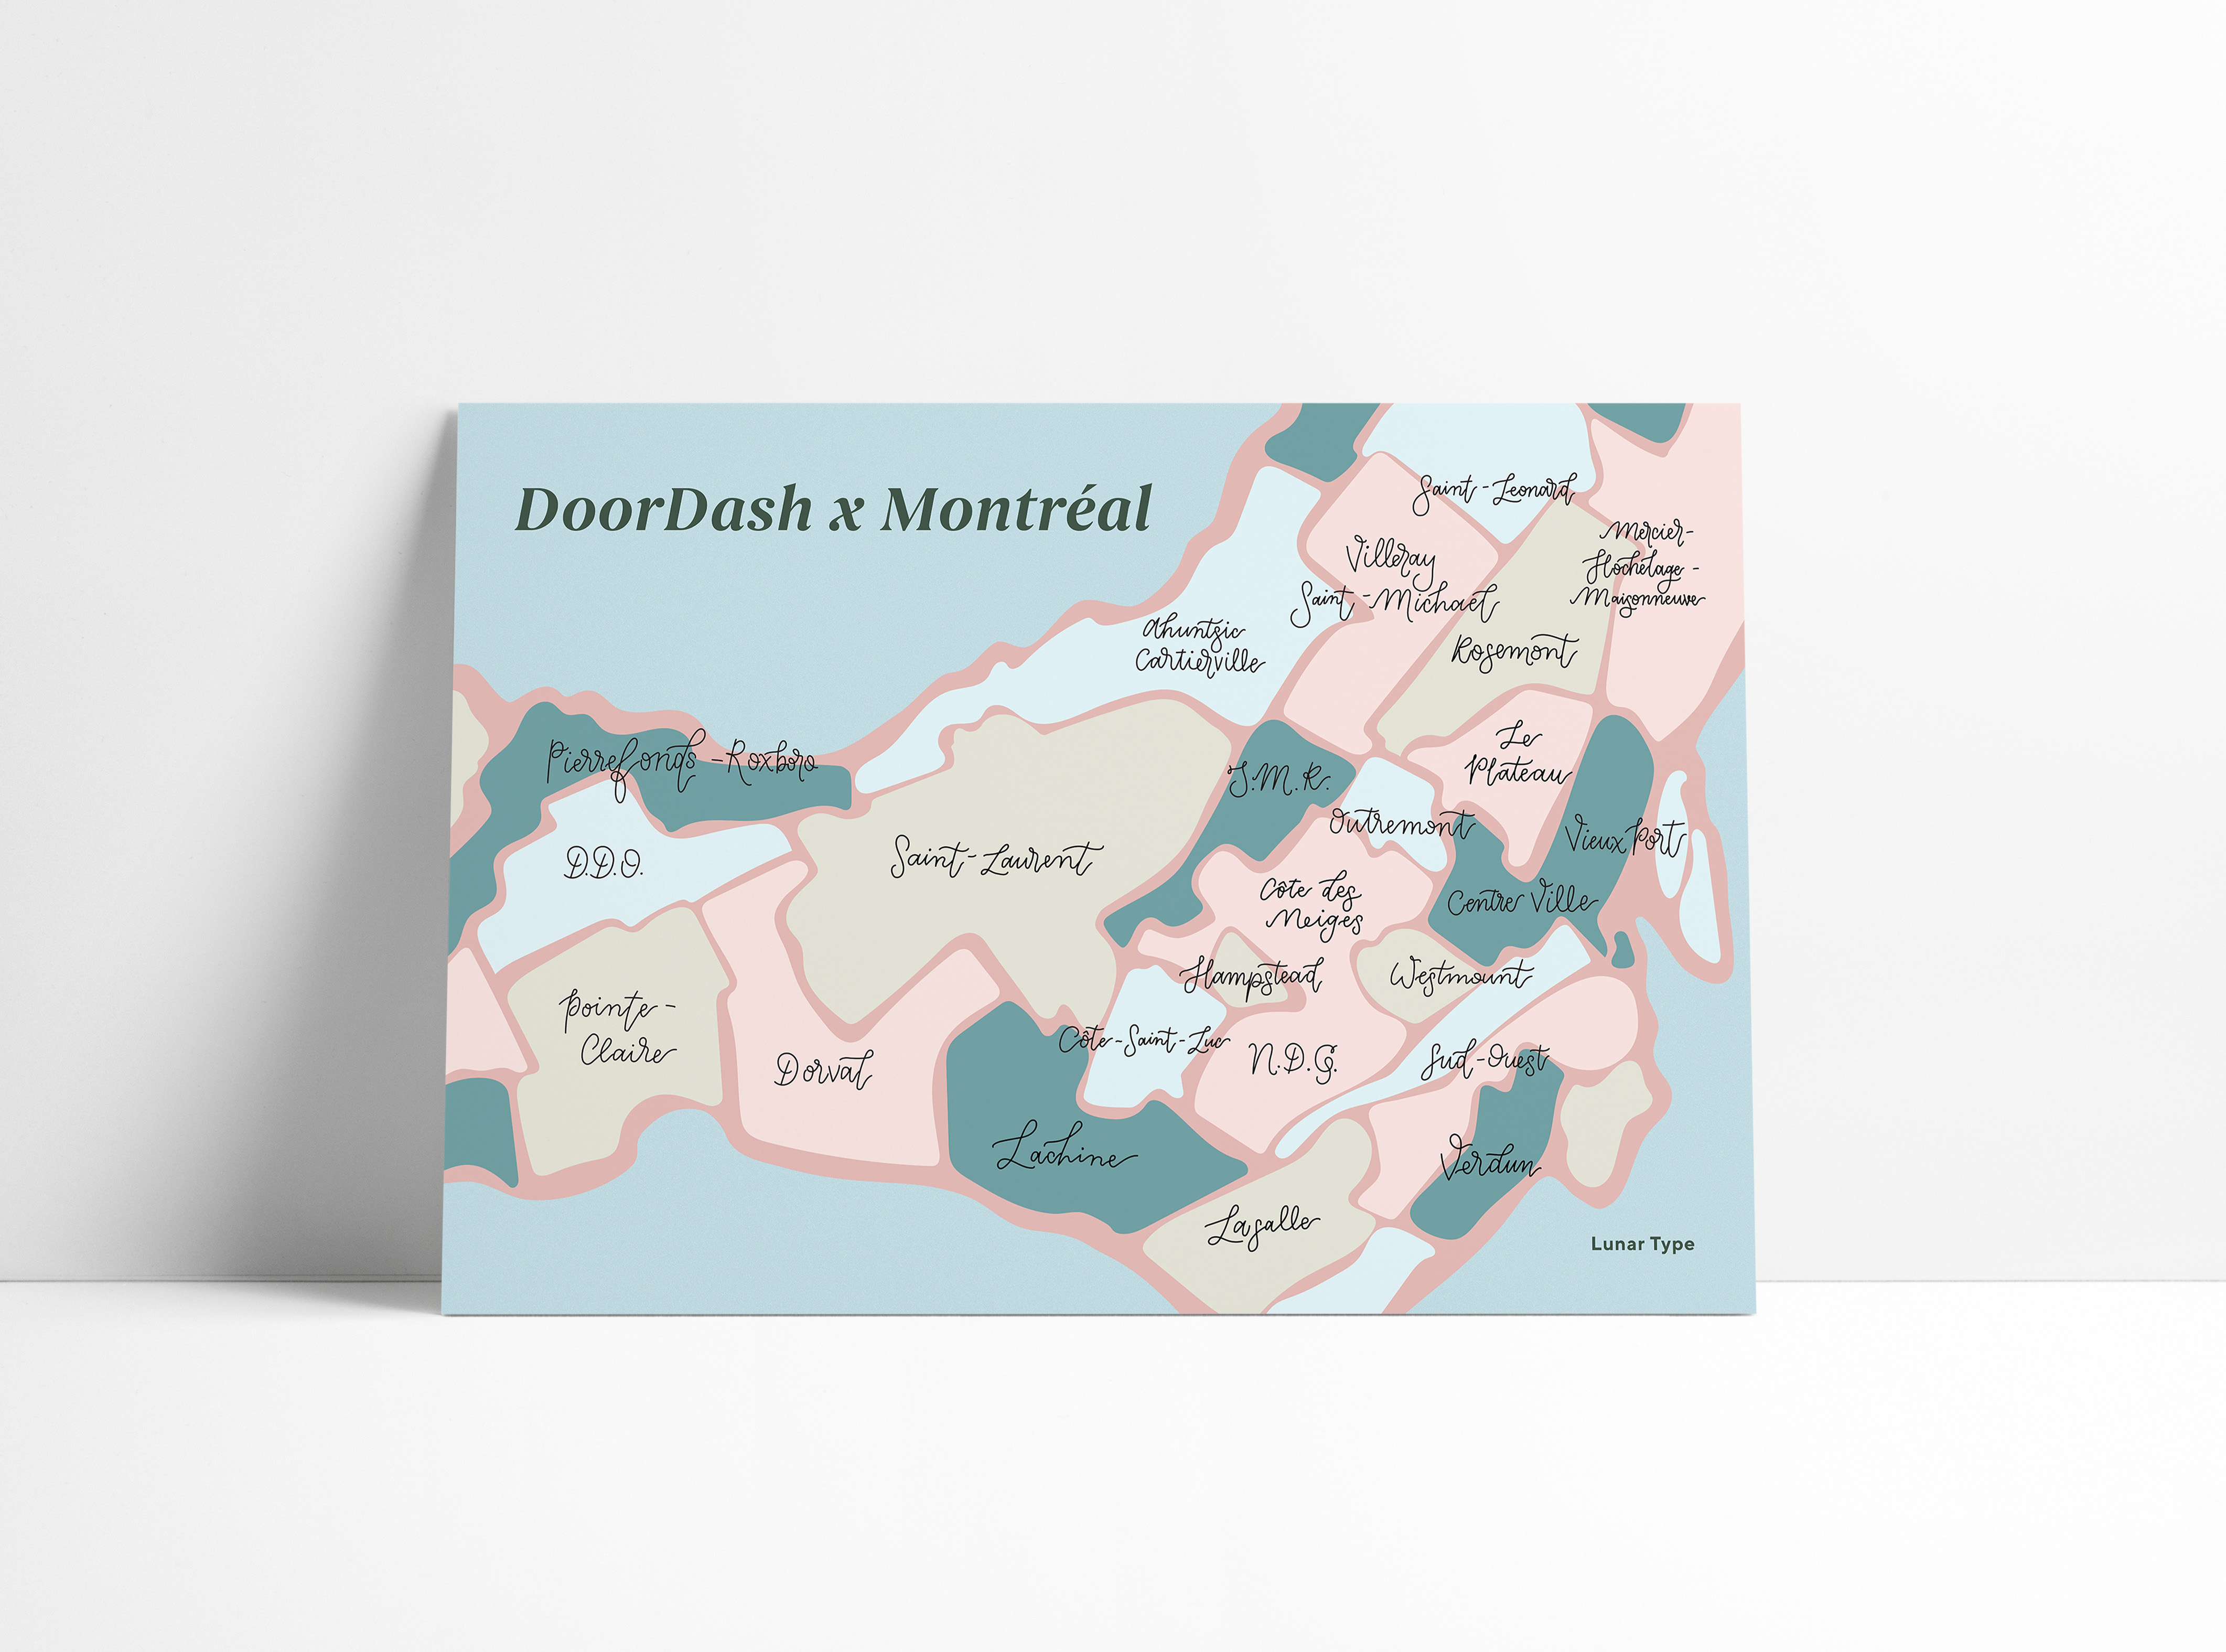 DoorDash x Montréal
Saint-Leonard
Mercier-
Hochelage-
Maisonneuve
Villeray
Saint-Michael
Ahuntsic
Cartierville
Rosemont
Le
Plateau
Pierrefonds-Roxboro
T.M.R.
Outremont
Vieux Port
D.D.O.
Saint-Laurent
Côte des
Neiges
Centre Ville
Hampstead
Westmount
Pointe-
Claire
Dorval
Côte-Saint-Luc
N.D.G.
Sud-Ouest
Lachine
Verdun
Lasalle
Lunar Type